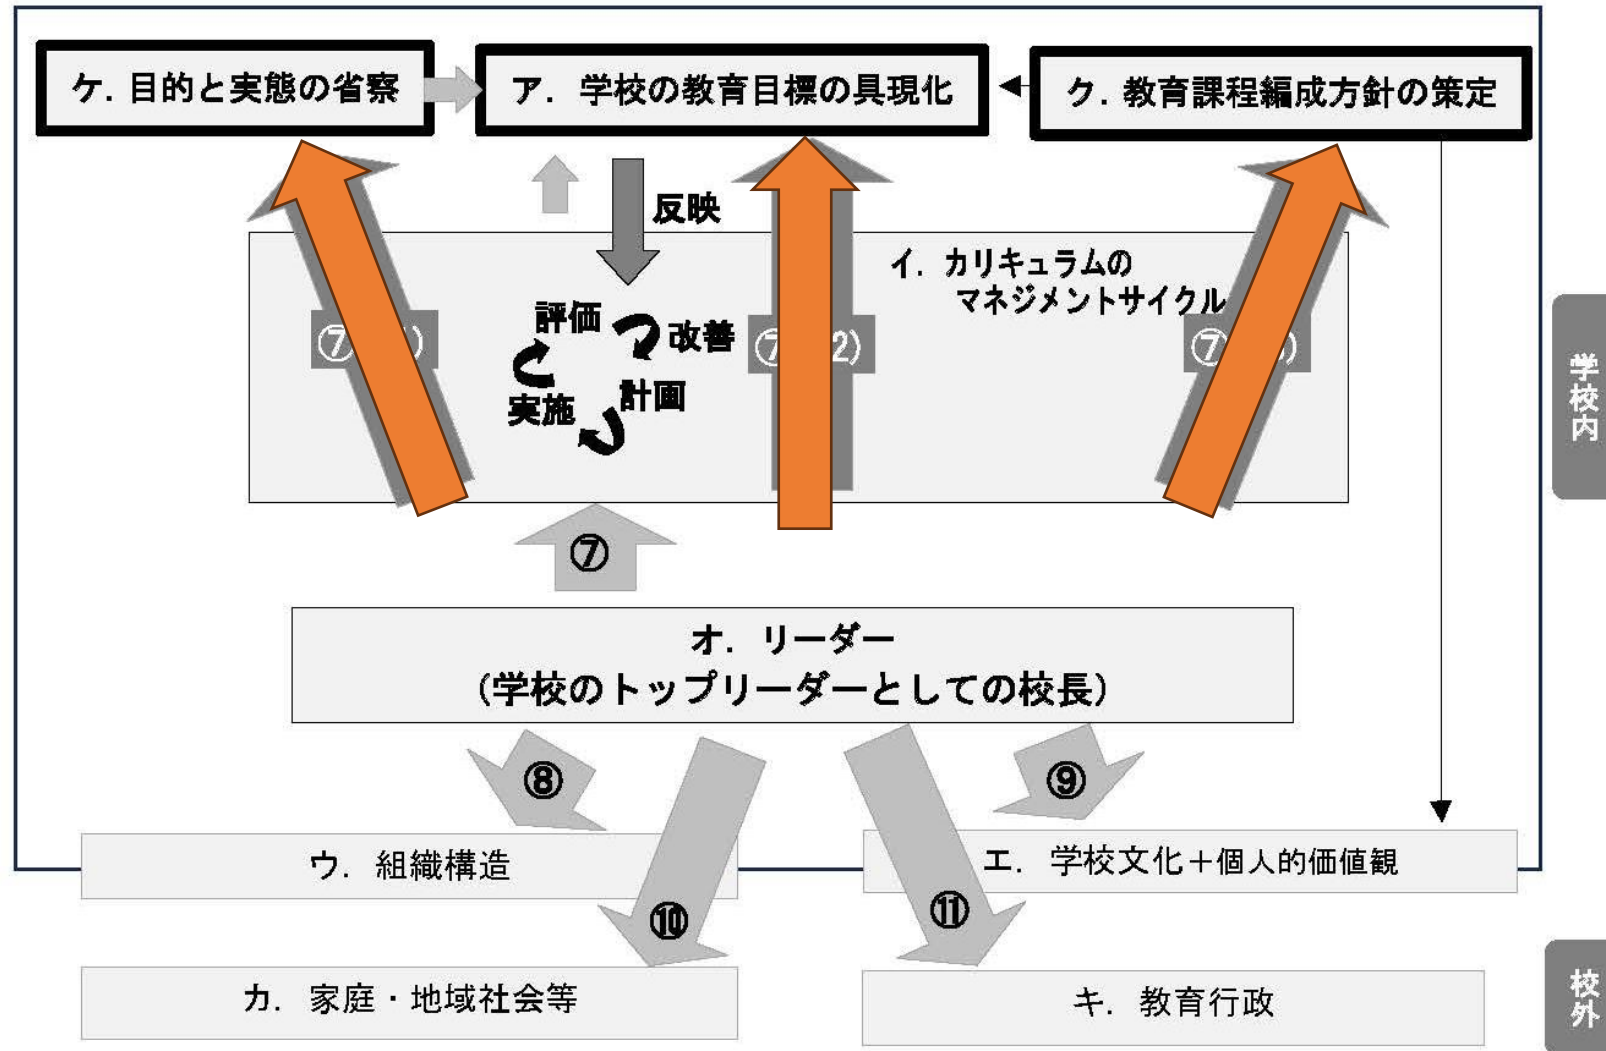 ケ. 目的と実態の省察
ア. 学校の教育目標の具現化
ク. 教育課程編成方針の策定
反映
イ. カリキュラムの
マネジメントサイクル
評価
改善
計画
実施
⑦
⑦ 2)
⑦ )
学校内
⑦
オ. リーダー
(学校のトップリーダーとしての校長)
⑧
⑨
ウ. 組織構造
エ. 学校文化+個人的価値観
⑩
⑪
カ. 家庭・地域社会等
キ. 教育行政
校外